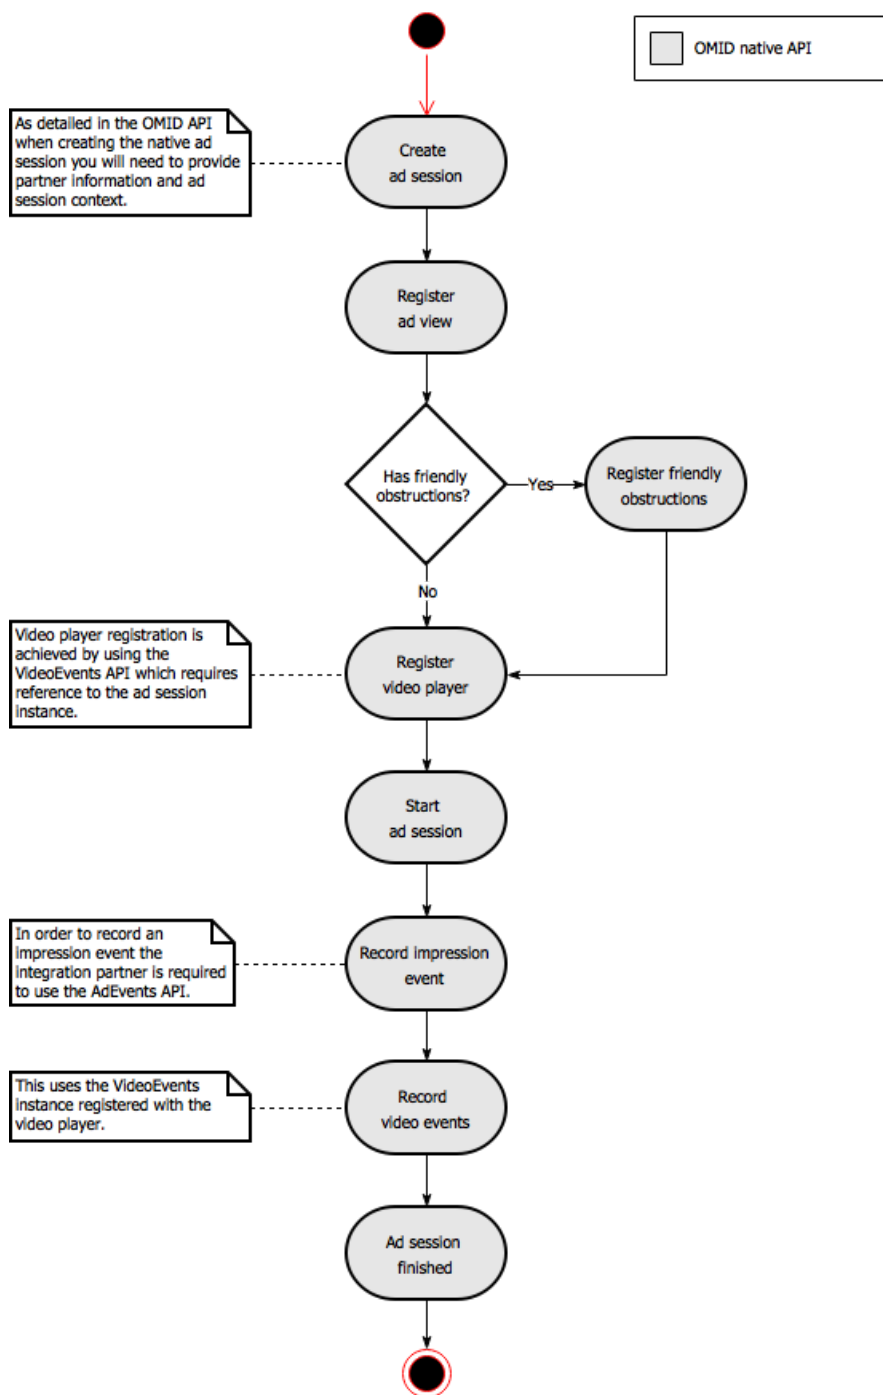 OMID native API
As detailed in the OMID API
when creating the native ad
session you will need to provide
partner information and ad
session context.
Create
ad session
Register
ad view
Has friendly
obstructions?
Yes
Register friendly
obstructions
No
Video player registration is
achieved by using the
VideoEvents API which requires
reference to the ad session
instance.
Register
video player
Start
ad session
In order to record an
impression event the
integration partner is required
to use the AdEvents API.
Record impression
event
This uses the VideoEvents
instance registered with the
video player.
Record
video events
Ad session
finished